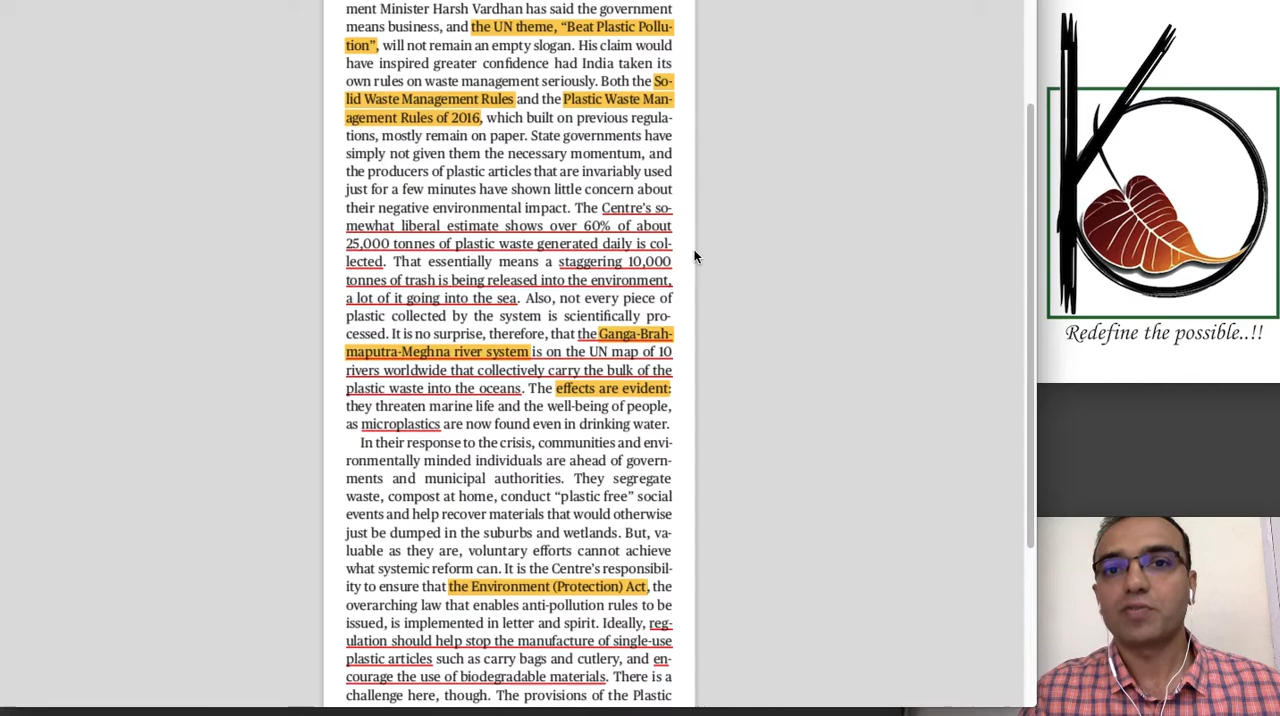 ment Minister Harsh Vardhan has said the government
means business, and the UN theme, “Beat Plastic Pollu-
tion”, will not remain an empty slogan. His claim would
have inspired greater confidence had India taken its
own rules on waste management seriously. Both the So-
lid Waste Management Rules and the Plastic Waste Man-
agement Rules of 2016, which built on previous regula-
tions, mostly remain on paper. State governments have
simply not given them the necessary momentum, and
the producers of plastic articles that are invariably used
just for a few minutes have shown little concern about
their negative environmental impact. The Centre’s so-
mewhat liberal estimate shows over 60% of about
25,000 tonnes of plastic waste generated daily is col-
lected. That essentially means a staggering 10,000
tonnes of trash is being released into the environment,
a lot of it going into the sea. Also, not every piece of
plastic collected by the system is scientifically pro-
cessed. It is no surprise, therefore, that the Ganga-Brah-
maputra-Meghna river system is on the UN map of 10
rivers worldwide that collectively carry the bulk of the
plastic waste into the oceans. The effects are evident:
they threaten marine life and the well-being of people,
as microplastics are now found even in drinking water.
In their response to the crisis, communities and envi-
ronmentally minded individuals are ahead of govern-
ments and municipal authorities. They segregate
waste, compost at home, conduct “plastic free” social
events and help recover materials that would otherwise
just be dumped in the suburbs and wetlands. But, va-
luable as they are, voluntary efforts cannot achieve
what systemic reform can. It is the Centre’s responsibil-
ity to ensure that the Environment (Protection) Act, the
overarching law that enables anti-pollution rules to be
issued, is implemented in letter and spirit. Ideally, reg-
ulation should help stop the manufacture of single-use
plastic articles such as carry bags and cutlery, and en-
courage the use of biodegradable materials. There is a
challenge here, though. The provisions of the Plastic
Redefine the possible..!!